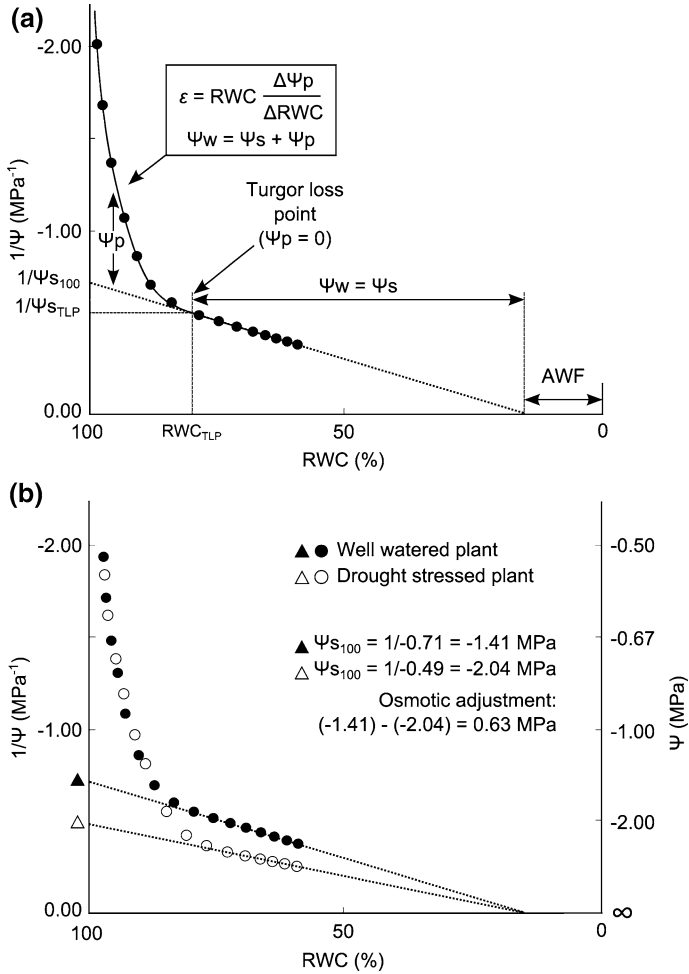 (a)
-2.00
ε = RWC ΔΨp
ΔRWC
Ψw = Ψs + Ψp
Turgor loss
point
(Ψp = 0)
1/Ψ (MPa-1)
-1.00
Ψp
1/Ψs100
1/ΨsTLP
Ψw = Ψs
AWF
0.00
100
RWCTLP
50
0
RWC (%)
(b)
-2.00
Well watered plant
-0.50
Drought stressed plant
Ψs100 = 1/-0.71 = -1.41 MPa
-0.67
Ψs100 = 1/-0.49 = -2.04 MPa
Osmotic adjustment:
(-1.41) - (-2.04) = 0.63 MPa
1/Ψ (MPa-1)
-1.00
-1.00
Ψ (MPa)
-2.00
0.00
∞
100
50
0
RWC (%)